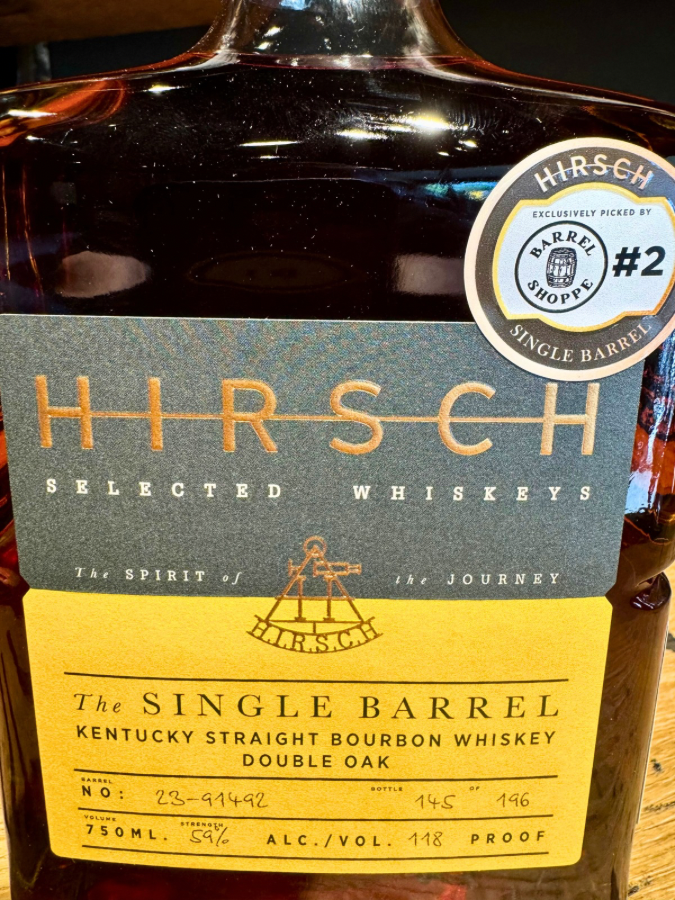 HIRSCH
EXCLUSIVELY PICKED BY
BARREL
SHOPPE
#2
SINGLE BARREL
HIRSCH
SELECTED WHISKEYS
The SPIRIT of the JOURNEY
H.I.R.S.C.H
The SINGLE BARREL
KENTUCKY STRAIGHT BOURBON WHISKEY
DOUBLE OAK
BARREL NO: 23-91492 BOTTLE 145 OF 196
VOLUME 750ML. STRENGTH 59% ALC./VOL. 118 PROOF